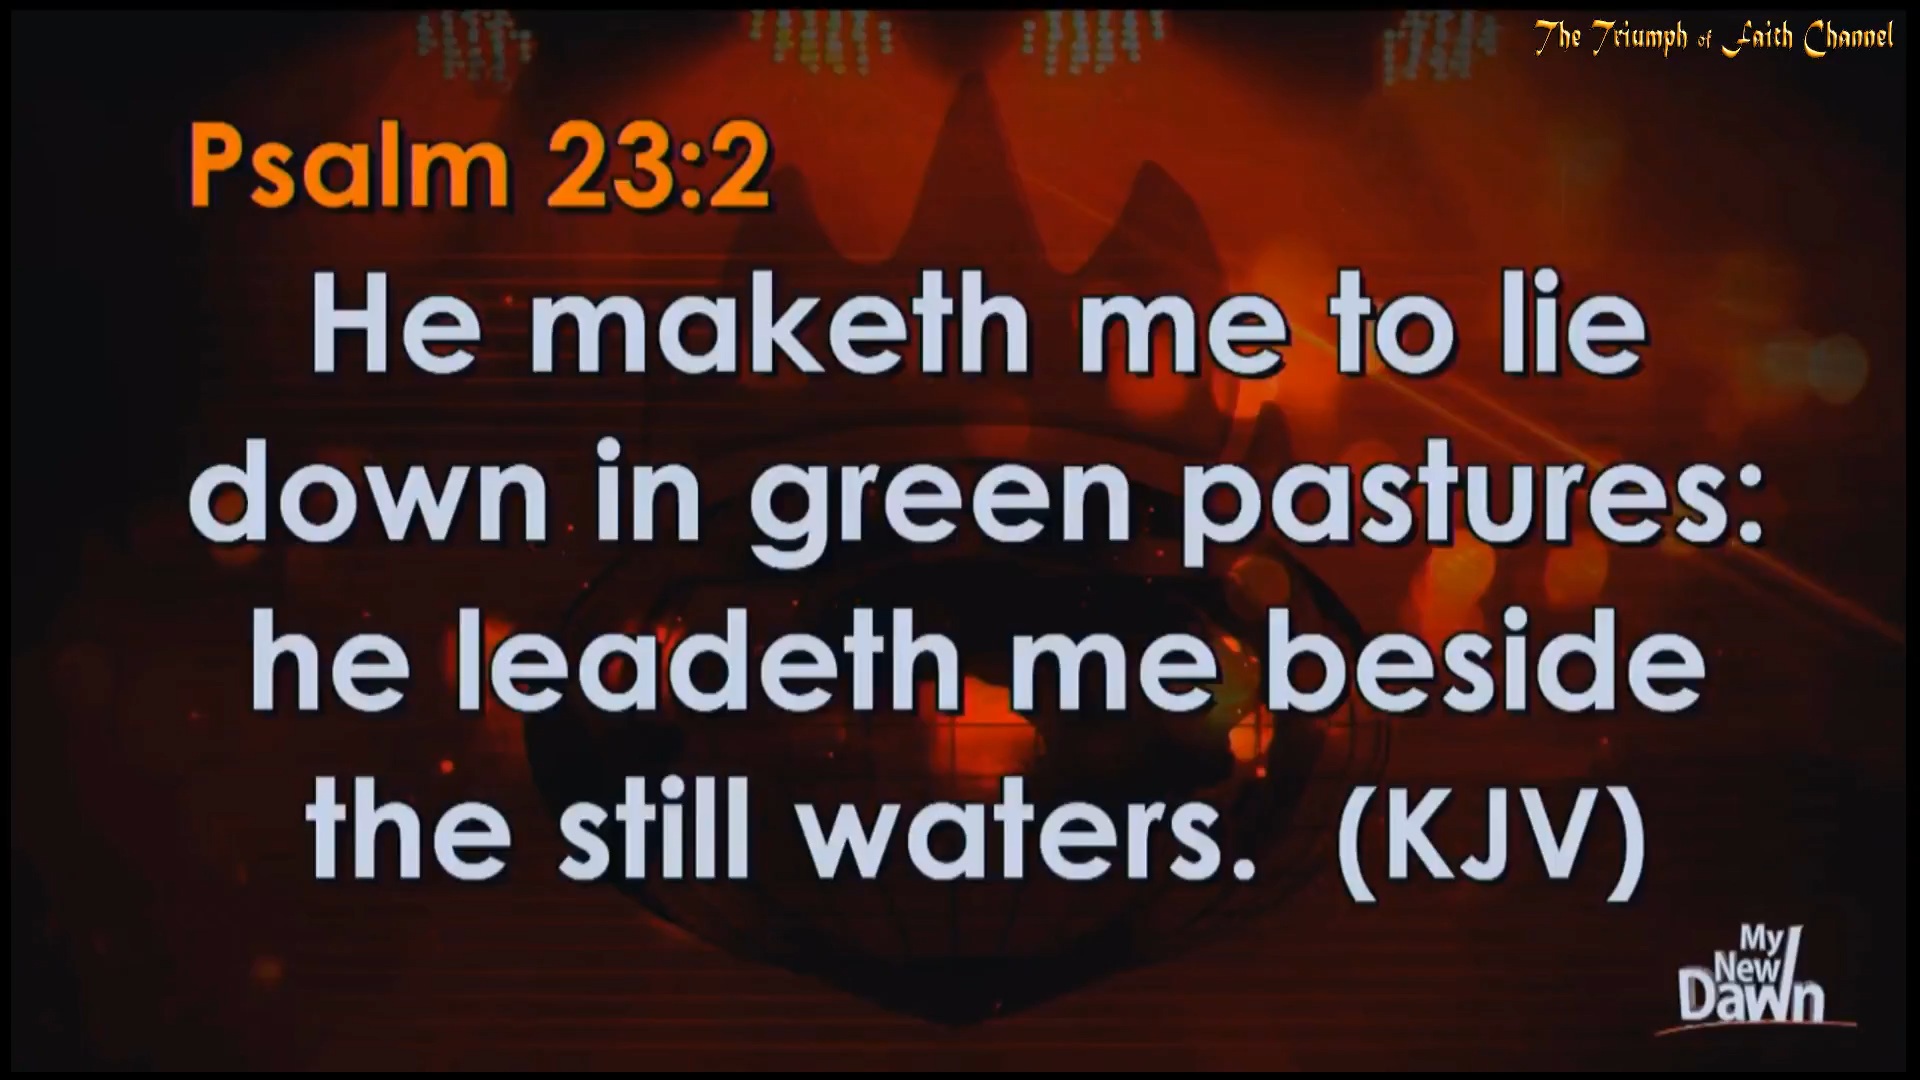 The Triumph of Faith Channel
Psalm 23:2
He maketh me to lie
down in green pastures:
he leadeth me beside
the still waters. (KJV)
My
New
Dawn